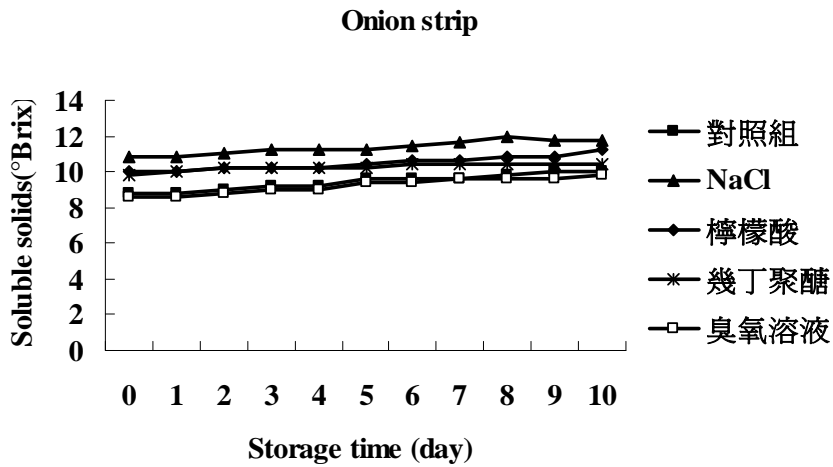 Onion strip
Soluble solids(°Brix)
14
12
10
8
6
4
2
0
0 1 2 3 4 5 6 7 8 9 10
Storage time (day)
對照組
NaCl
檸檬酸
幾丁聚醣
臭氧溶液